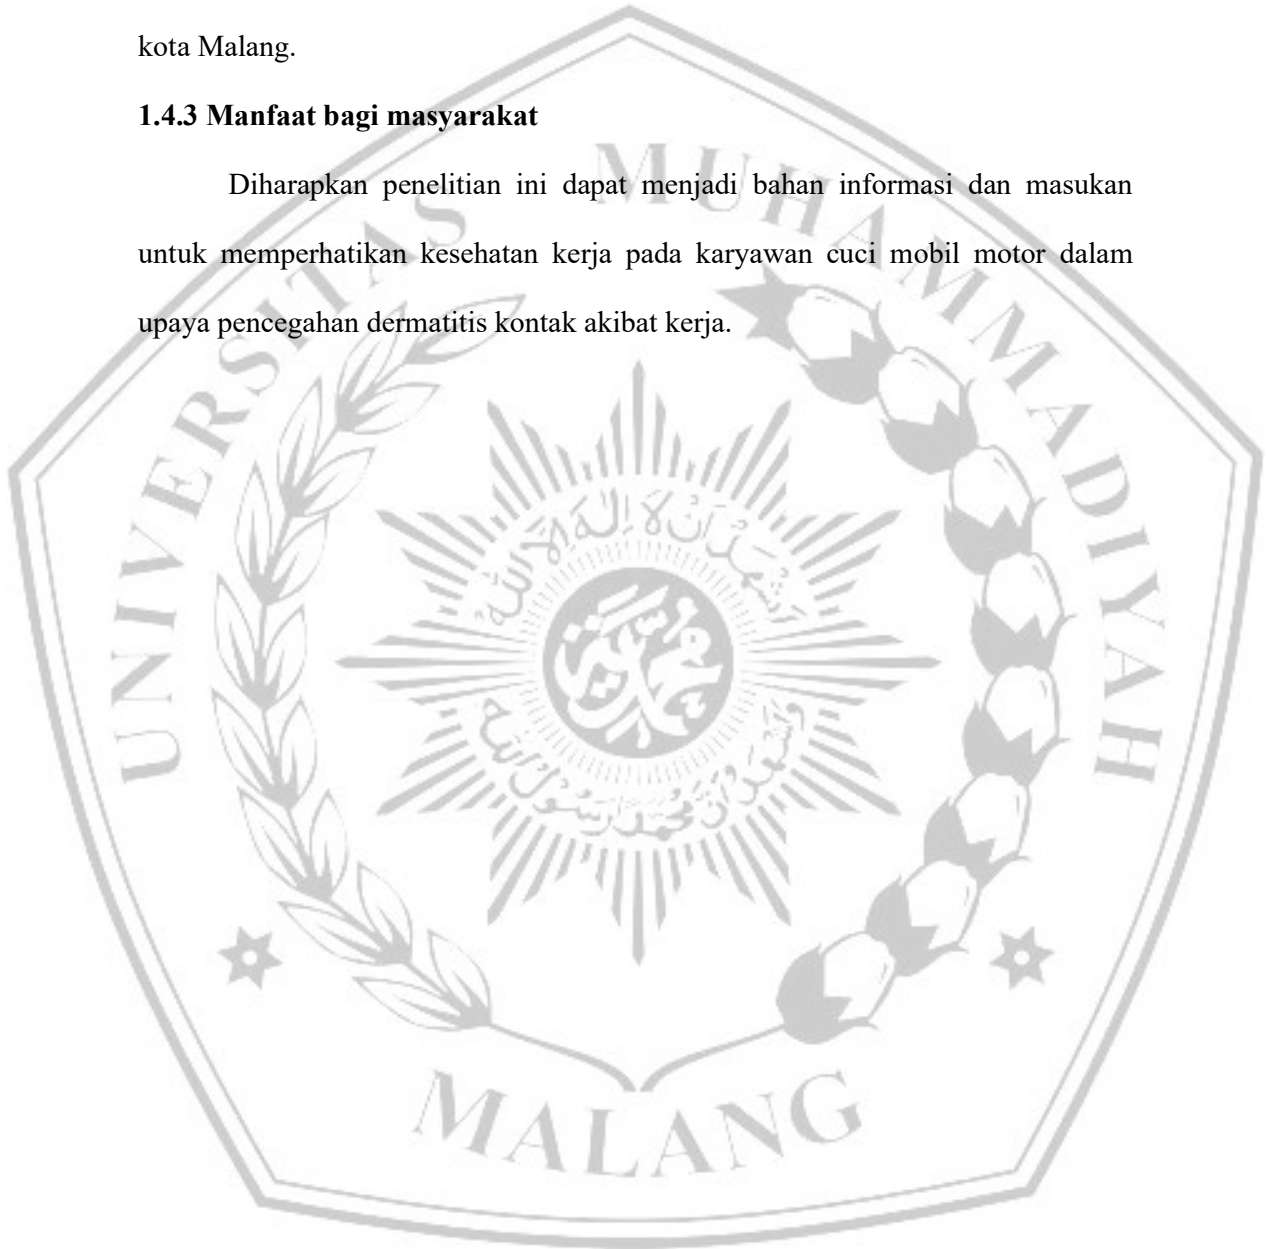 kota Malang.
1.4.3 Manfaat bagi masyarakat
Diharapkan penelitian ini dapat menjadi bahan informasi dan masukan
untuk memperhatikan kesehatan kerja pada karyawan cuci mobil motor dalam
upaya pencegahan dermatitis kontak akibat kerja.
UNIVERSITAS MUHAMMADIYAH
MALANG